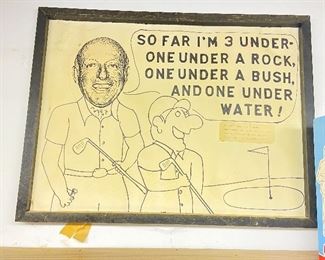 SO FAR I'M 3 UNDER-
ONE UNDER A ROCK,
ONE UNDER A BUSH,
AND ONE UNDER
WATER!